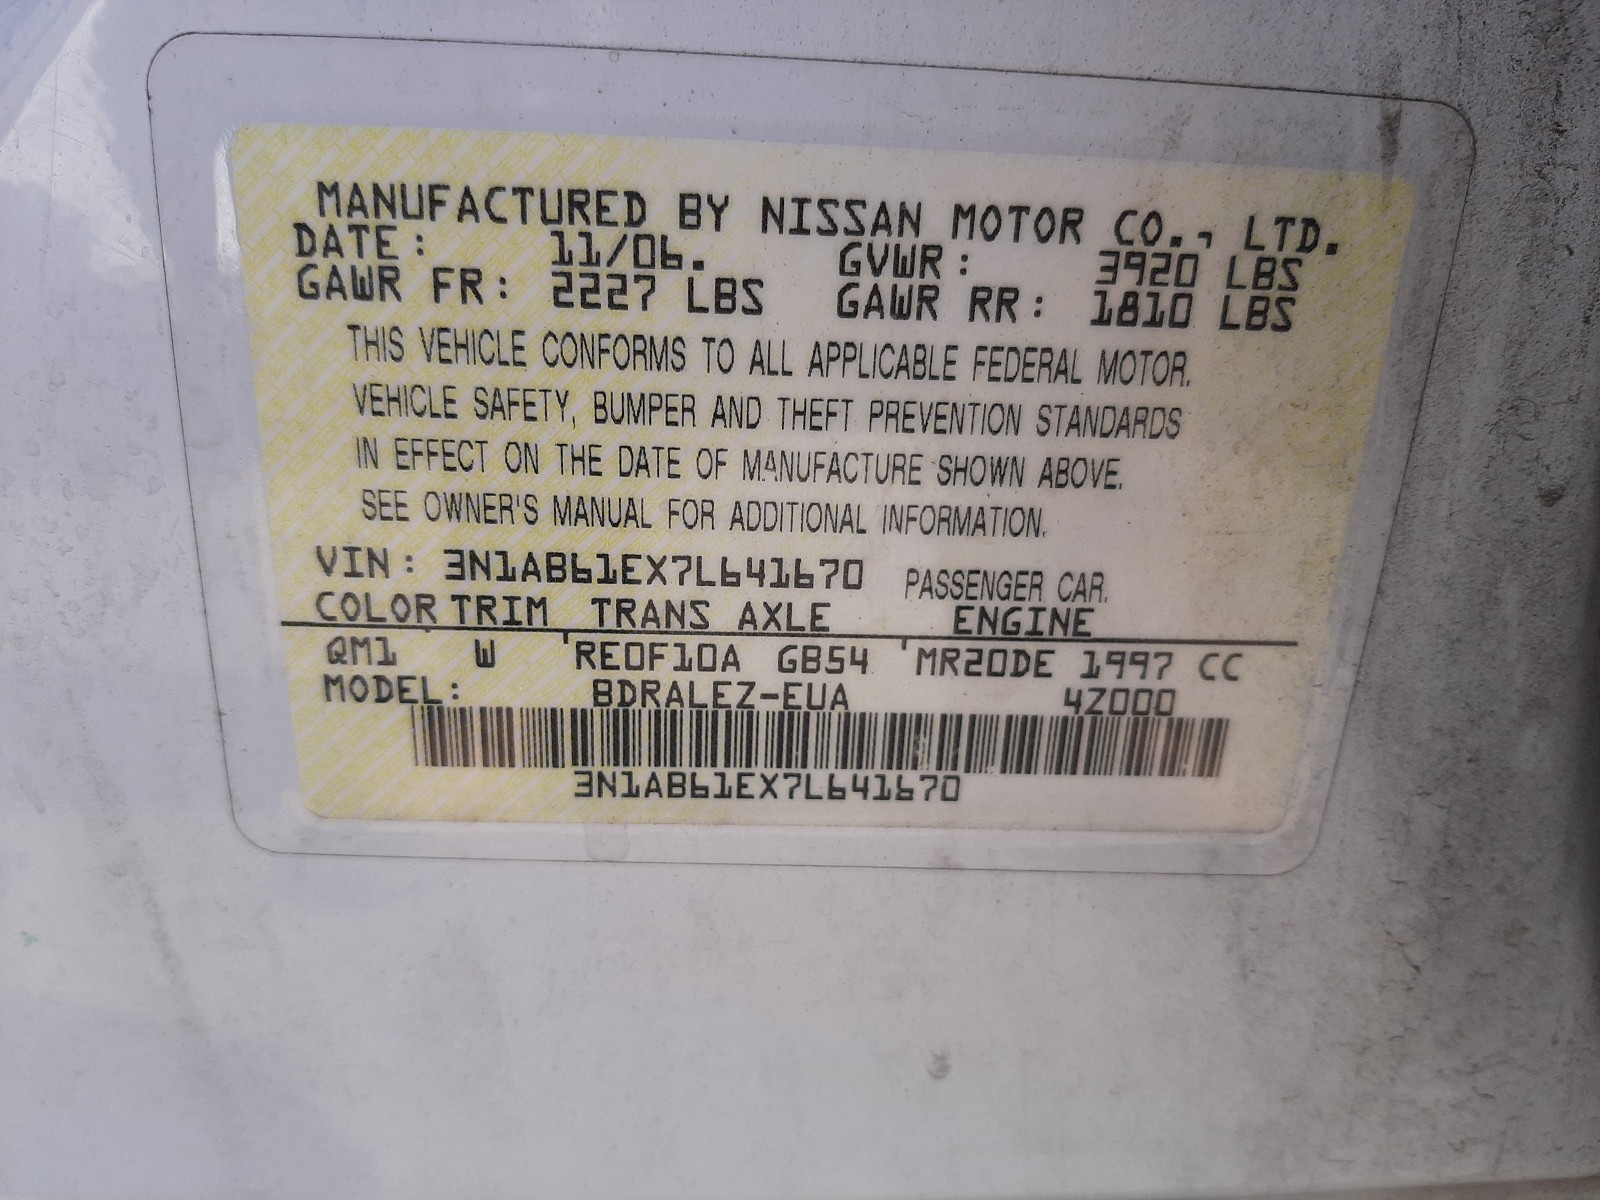 MANUFACTURED BY NISSAN MOTOR CO., LTD.
DATE: 11/06. GVWR: 3920 LBS
GAWR FR: 2227 LBS GAWR RR: 1810 LBS
THIS VEHICLE CONFORMS TO ALL APPLICABLE FEDERAL MOTOR.
VEHICLE SAFETY, BUMPER AND THEFT PREVENTION STANDARDS
IN EFFECT ON THE DATE OF MANUFACTURE SHOWN ABOVE.
SEE OWNER'S MANUAL FOR ADDITIONAL INFORMATION.
VIN: 3N1AB61EX7L641670 PASSENGER CAR.
COLOR TRIM TRANS AXLE ENGINE
QM1 W RE0F10A GB54 MR20DE 1997 CC
MODEL: BDRALEZ-EUA 4Z000
3N1AB61EX7L641670